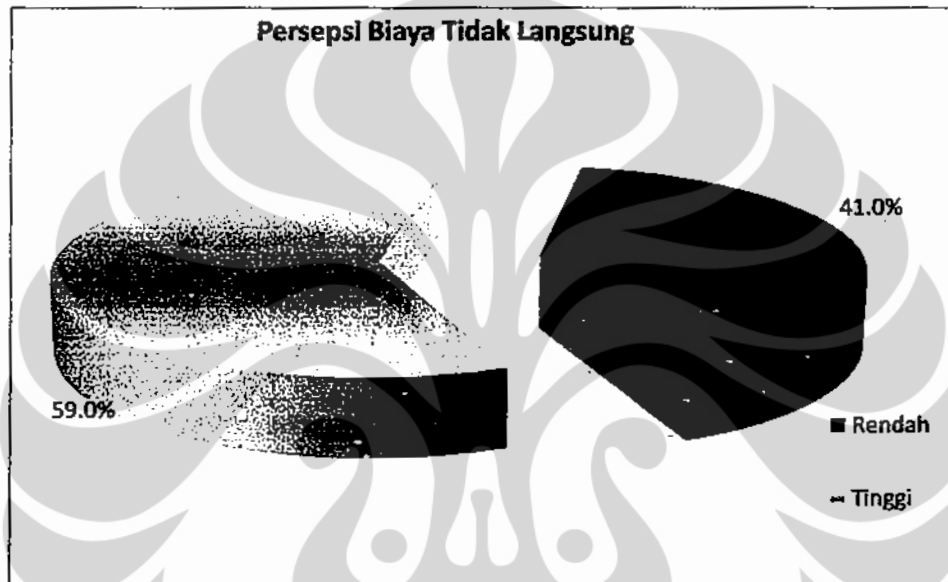 Persepsi Biaya Tidak Langsung
41.0%
59.0%
Rendah
Tinggi